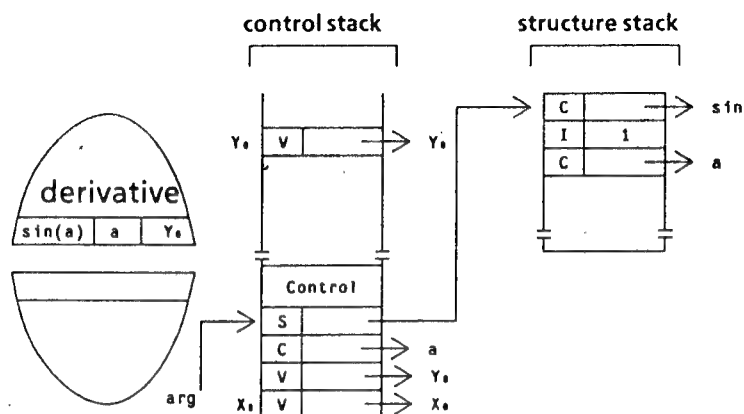 control stack
structure stack
C sin
I 1
C a
Y₀ V Y₀
derivative
sin(a) a Y₀
Control
S
C a
V Y₀
arg
X₀ V X₀